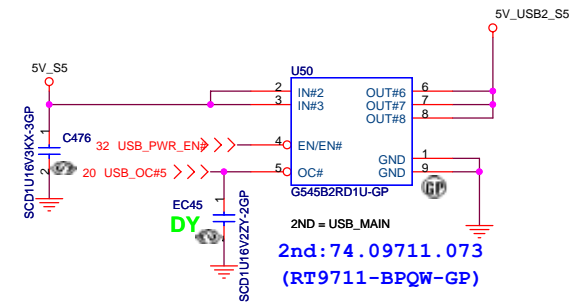 5V_USB2_S5
5V_S5
U50
2 IN#2 OUT#6 6
3 IN#3 OUT#7 7
OUT#8 8
C476
1
2
SCD1U16V3KX-3GP
32 USB_PWR_EN# 4 EN/EN#
GND 1
20 USB_OC#5 5 OC# GND 9
G545B2RD1U-GP
GP
EC45
1
DY
SCD1U16V2ZY-2GP
2ND = USB_MAIN
2nd:74.09711.073
(RT9711-BPQW-GP)